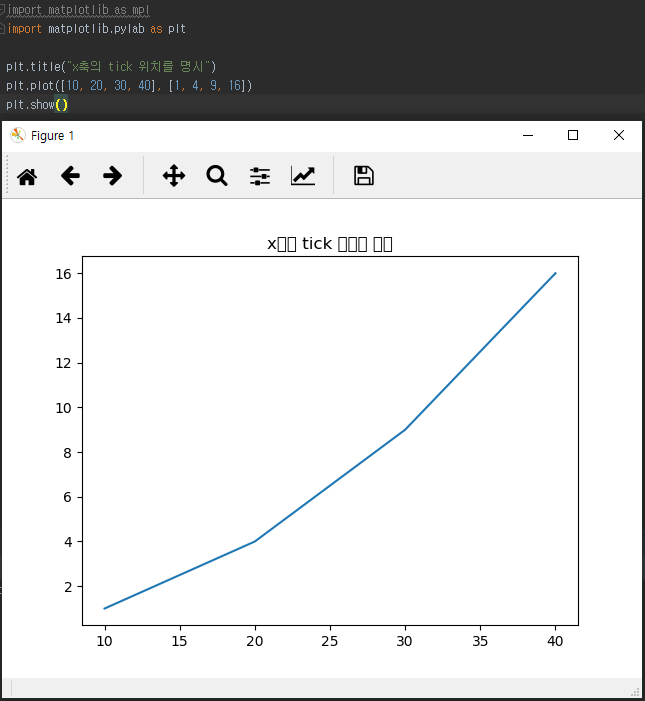 import matplotlib as mpl
import matplotlib.pylab as plt
plt.title("x축의 tick 위치를 명시")
plt.plot([10, 20, 30, 40], [1, 4, 9, 16])
plt.show()
Figure 1
x□□ tick □□□ □□
16
14
12
10
8
6
4
2
10 15 20 25 30 35 40